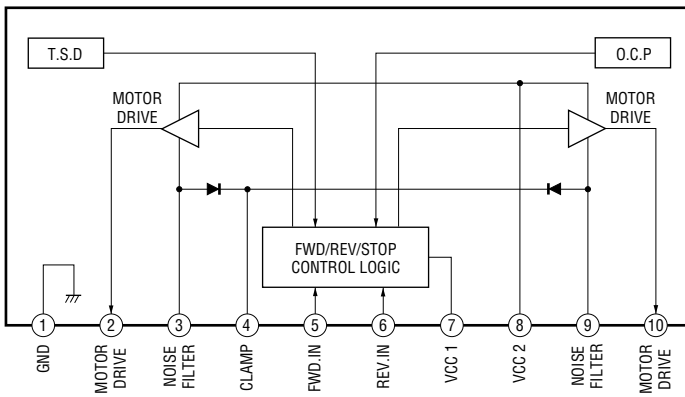 T.S.D
O.C.P
MOTOR
DRIVE
MOTOR
DRIVE
FWD/REV/STOP
CONTROL LOGIC
1
2
3
4
5
6
7
8
9
10
GND
MOTOR
DRIVE
NOISE
FILTER
CLAMP
FWD.IN
REV.IN
VCC 1
VCC 2
NOISE
FILTER
MOTOR
DRIVE